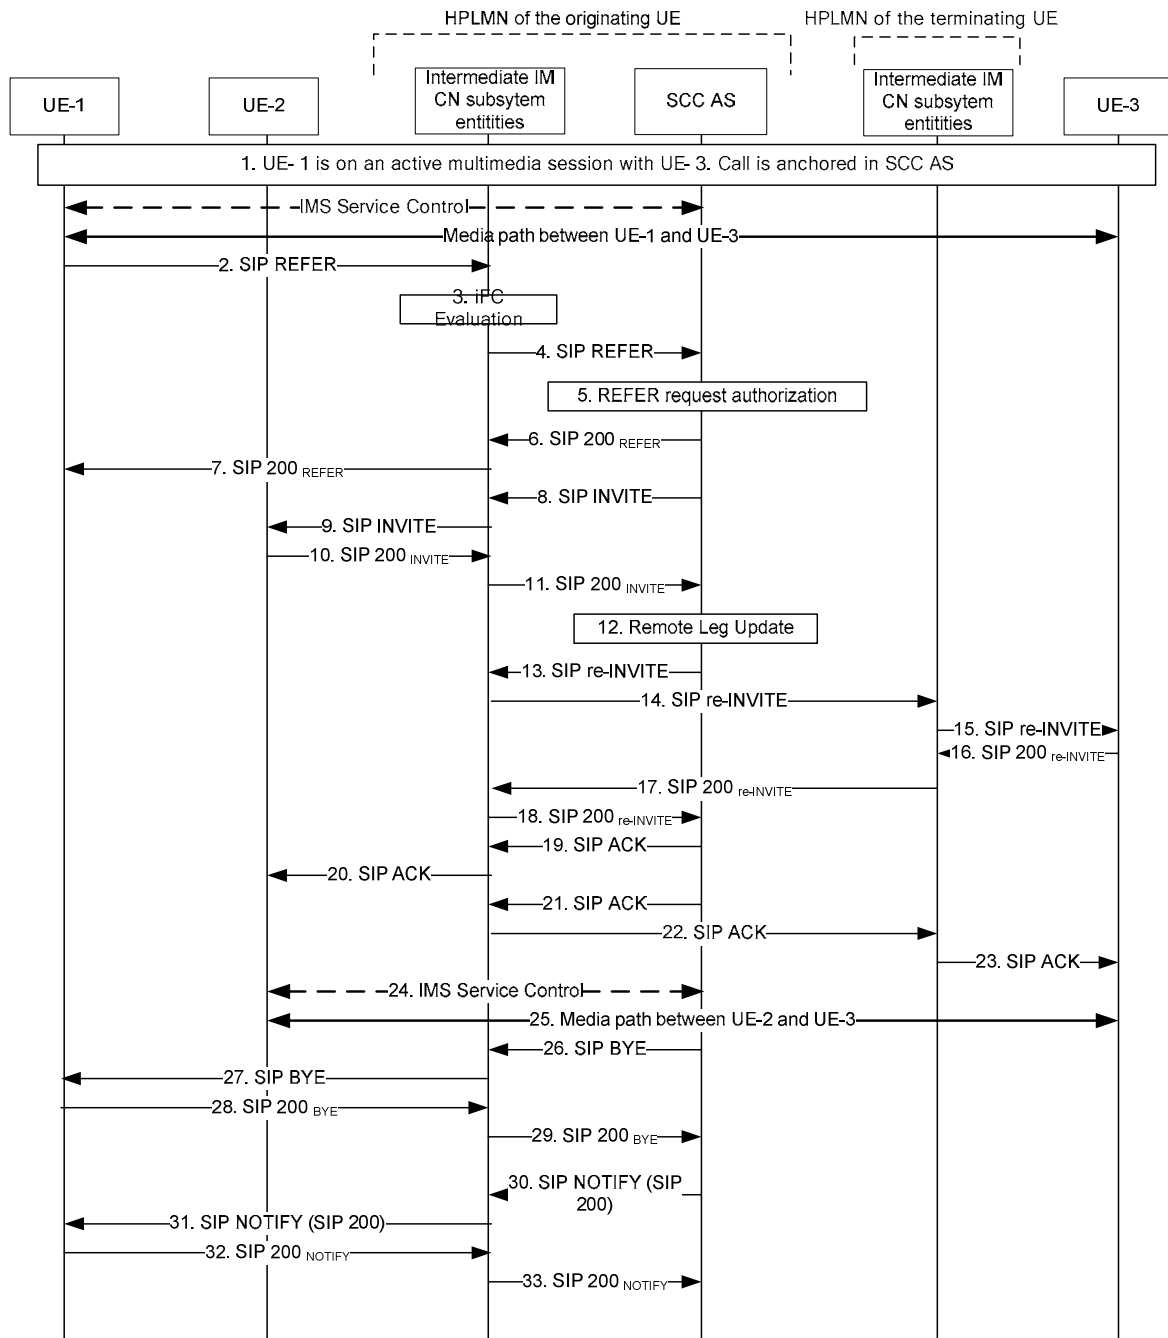 HPLMN of the originating UE
HPLMN of the terminating UE
UE-1
UE-2
Intermediate IM
CN subsytem
entitities
SCC AS
Intermediate IM
CN subsytem
entitities
UE-3
1. UE- 1 is on an active multimedia session with UE- 3. Call is anchored in SCC AS
IMS Service Control
Media path between UE-1 and UE-3
2. SIP REFER
3. iFC
Evaluation
4. SIP REFER
5. REFER request authorization
6. SIP 200 REFER
7. SIP 200 REFER
8. SIP INVITE
9. SIP INVITE
10. SIP 200 INVITE
11. SIP 200 INVITE
12. Remote Leg Update
13. SIP re-INVITE
14. SIP re-INVITE
15. SIP re-INVITE
16. SIP 200 re-INVITE
17. SIP 200 re-INVITE
18. SIP 200 re-INVITE
19. SIP ACK
20. SIP ACK
21. SIP ACK
22. SIP ACK
23. SIP ACK
24. IMS Service Control
25. Media path between UE-2 and UE-3
26. SIP BYE
27. SIP BYE
28. SIP 200 BYE
29. SIP 200 BYE
30. SIP NOTIFY (SIP
200)
31. SIP NOTIFY (SIP 200)
32. SIP 200 NOTIFY
33. SIP 200 NOTIFY